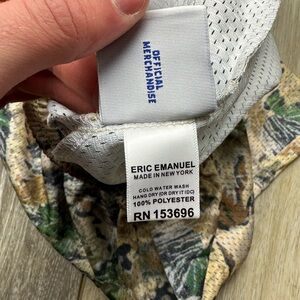 OFFICIAL
MERCHANDISE
ERIC EMANUEL
MADE IN NEW YORK
COLD WATER WASH
HANG DRY (OR DRY IT IDC)
100% POLYESTER
RN 153696